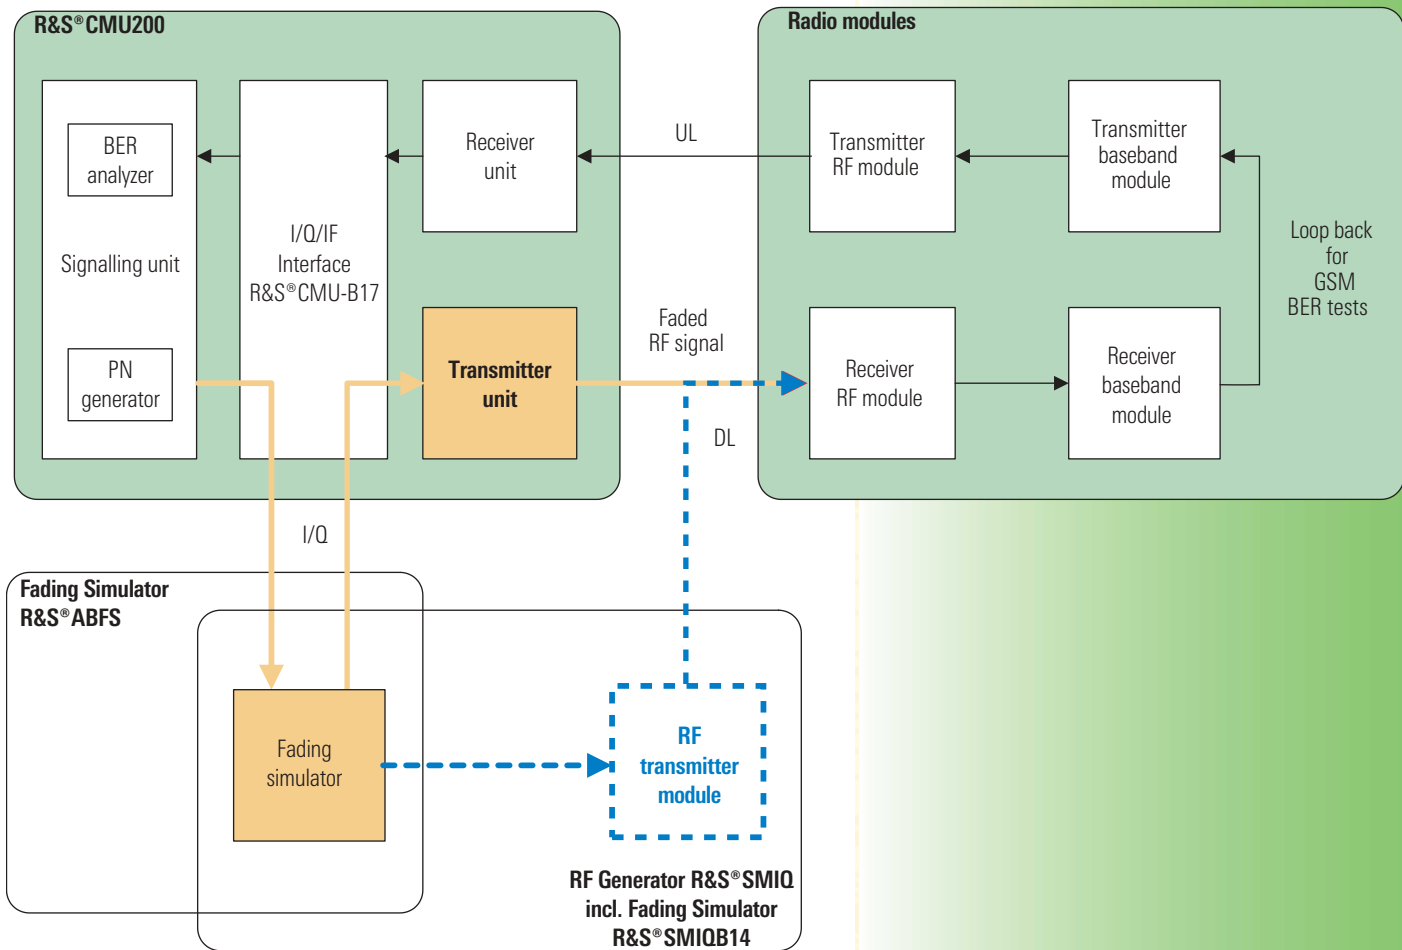 R&S®CMU200
Radio modules
BER
analyzer
Signalling unit
PN
generator
I/Q/IF
Interface
R&S®CMU-B17
Receiver
unit
Transmitter
unit
UL
Faded
RF signal
DL
Transmitter
RF module
Transmitter
baseband
module
Receiver
RF module
Receiver
baseband
module
Loop back
for
GSM
BER tests
I/Q
Fading Simulator
R&S®ABFS
Fading
simulator
RF
transmitter
module
RF Generator R&S®SMIQ
incl. Fading Simulator
R&S®SMIQB14